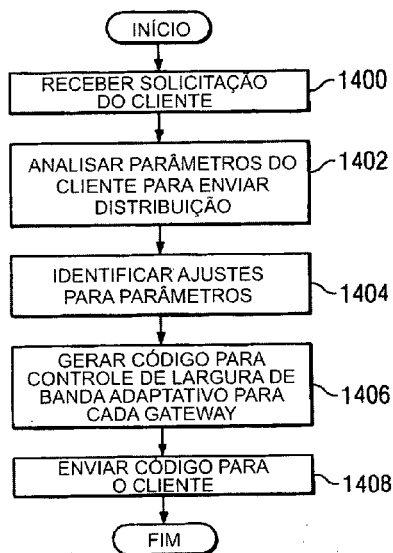 INÍCIO
RECEBER SOLICITAÇÃO
DO CLIENTE
1400
ANALISAR PARÂMETROS DO
CLIENTE PARA ENVIAR
DISTRIBUIÇÃO
1402
IDENTIFICAR AJUSTES
PARA PARÂMETROS
1404
GERAR CÓDIGO PARA
CONTROLE DE LARGURA DE
BANDA ADAPTATIVO PARA
CADA GATEWAY
1406
ENVIAR CÓDIGO PARA
O CLIENTE
1408
FIM